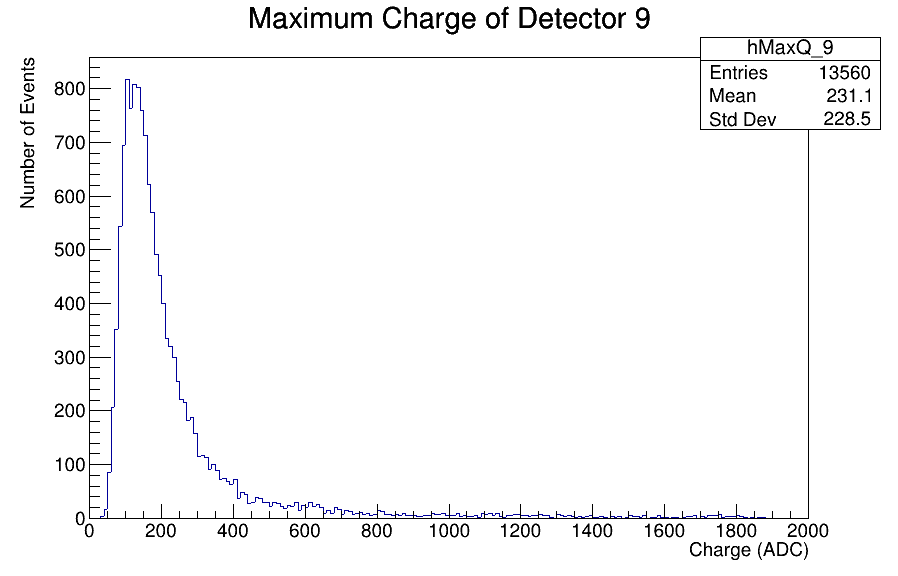 Maximum Charge of Detector 9
hMaxQ_9
Entries 13560
Mean 231.1
Std Dev 228.5
Number of Events
800
700
600
500
400
300
200
100
0
0 200 400 600 800 1000 1200 1400 1600 1800 2000
Charge (ADC)